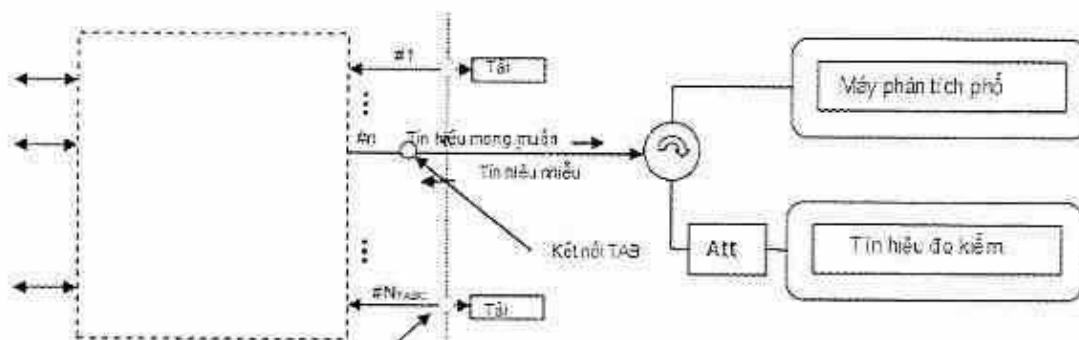 #1
Tải
Máy phân tích phổ
#n
Tín hiệu mong muốn
Tín hiệu nhiễu
Kết nối TAB
Att
Tín hiệu đo kiểm
#NTABC
Tải